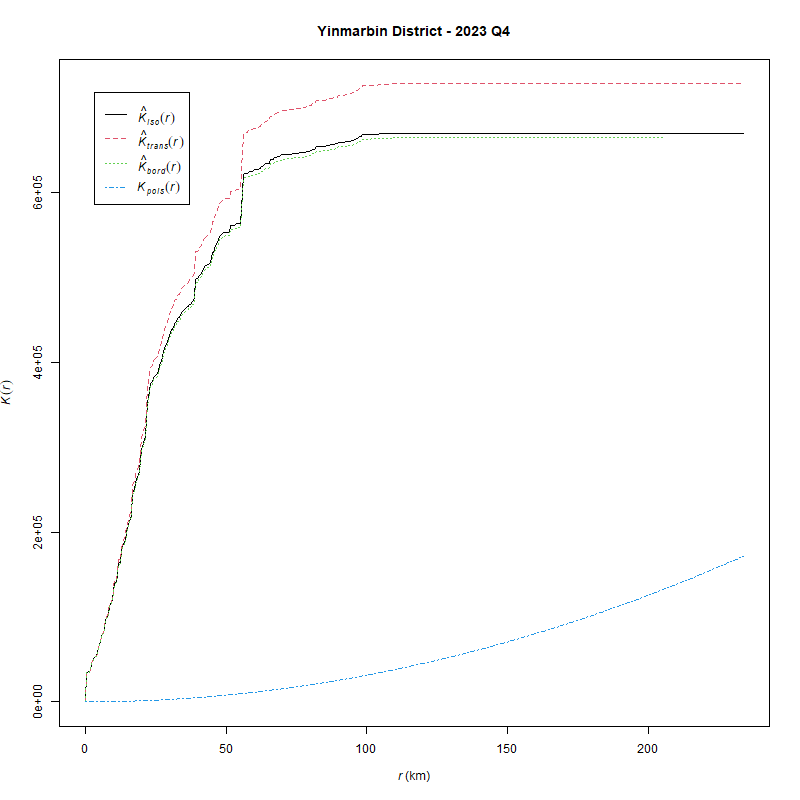 Yinmarbin District - 2023 Q4
K̂iso(r)
K̂trans(r)
K̂bord(r)
Kpois(r)
K(r)
0e+00
2e+05
4e+05
6e+05
0
50
100
150
200
r (km)